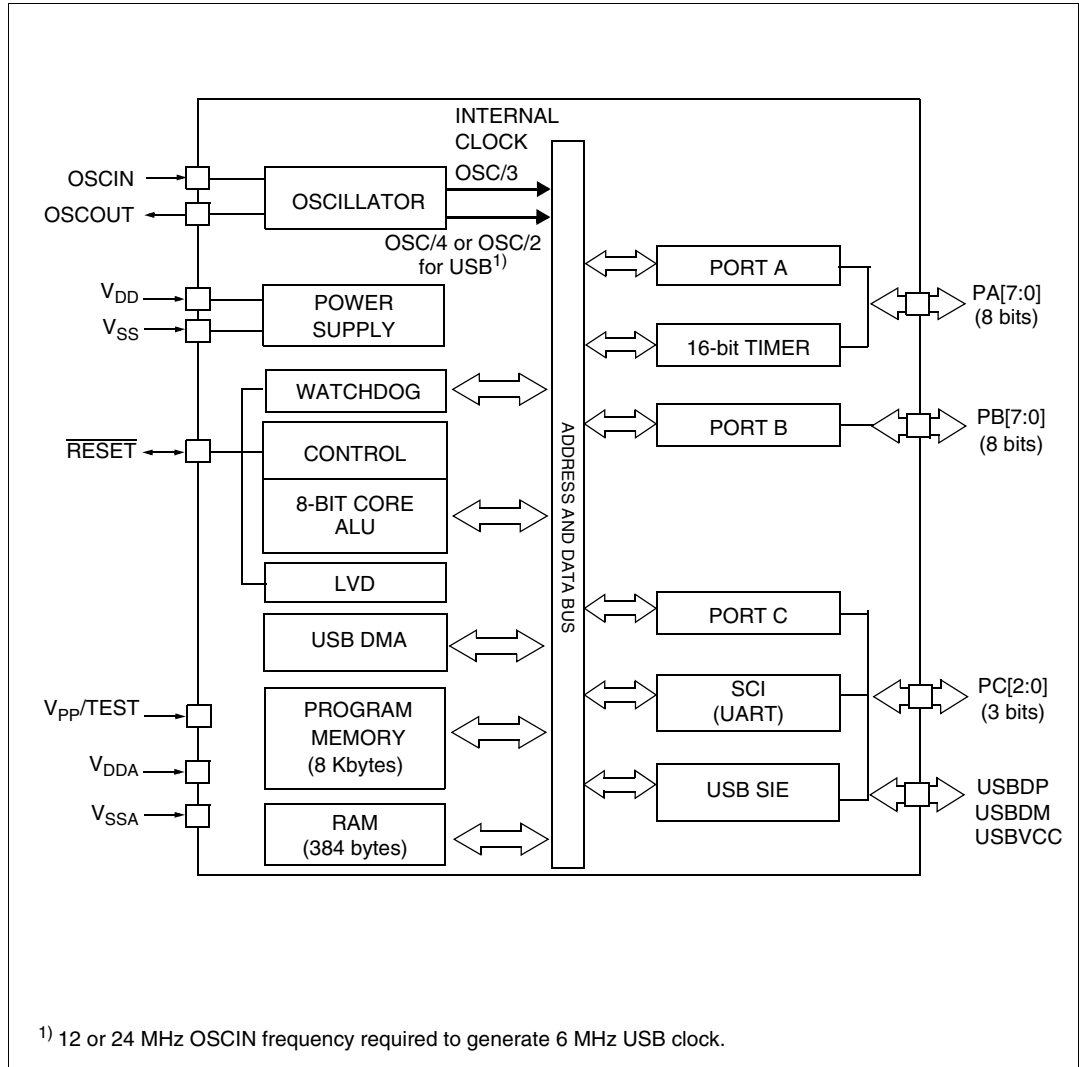 INTERNAL
CLOCK
OSCIN
OSCOUT
OSCILLATOR
OSC/3
OSC/4 or OSC/2
for USB1)
VDD
VSS
POWER
SUPPLY
WATCHDOG
RESET
CONTROL
8-BIT CORE
ALU
LVD
USB DMA
VPP/TEST
PROGRAM
MEMORY
(8 Kbytes)
VDDA
VSSA
RAM
(384 bytes)
ADDRESS AND DATA BUS
PORT A
16-bit TIMER
PA[7:0]
(8 bits)
PORT B
PB[7:0]
(8 bits)
PORT C
SCI
(UART)
PC[2:0]
(3 bits)
USB SIE
USBDP
USBDM
USBVCC
1) 12 or 24 MHz OSCIN frequency required to generate 6 MHz USB clock.